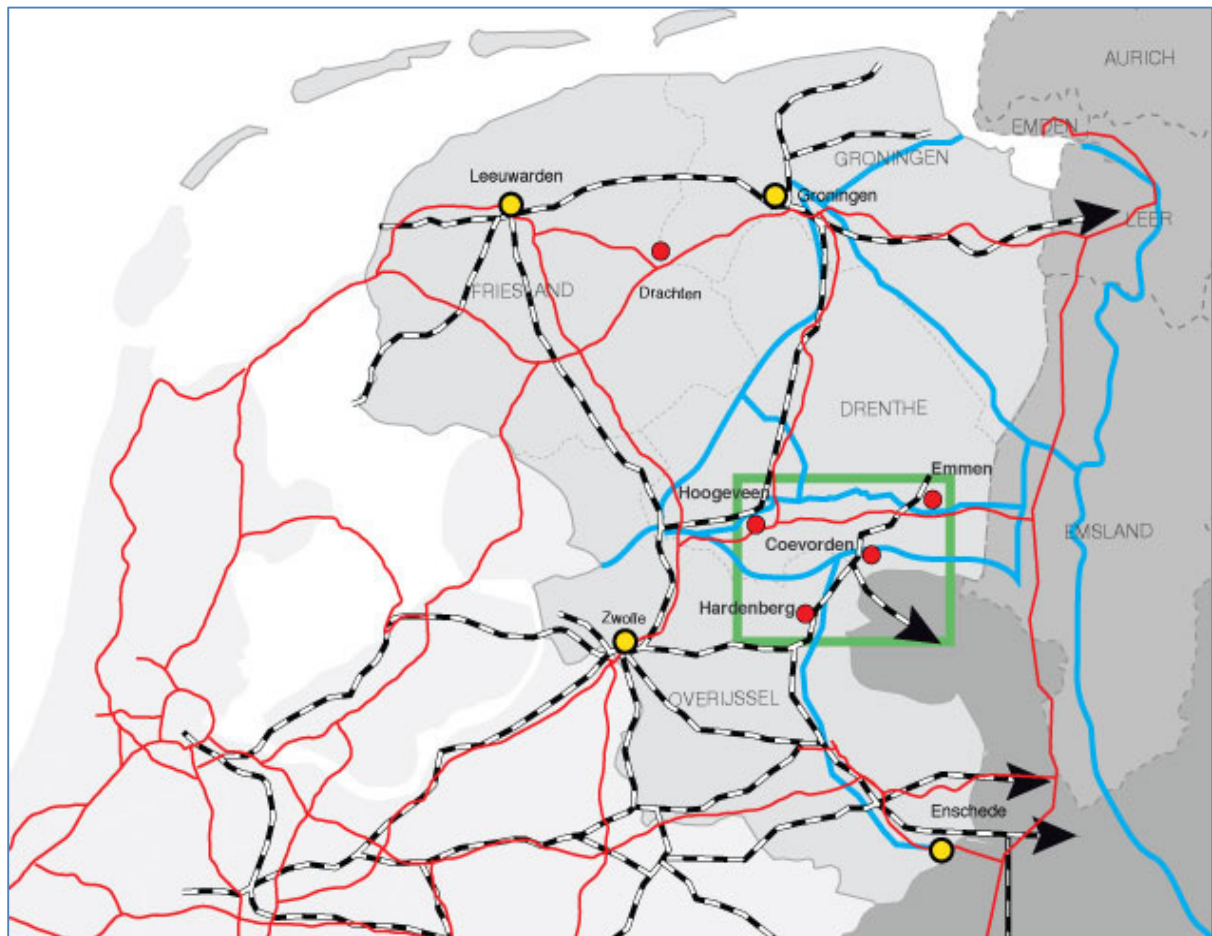 AURICH
EMDEN
GRONINGEN
Leeuwarden
Groningen
LEER
FRIESLAND
Drachten
DRENTHE
Emmen
Hoogeveen
EMSLAND
Coevorden
Hardenberg
Zwolle
OVERIJSSEL
Enschede